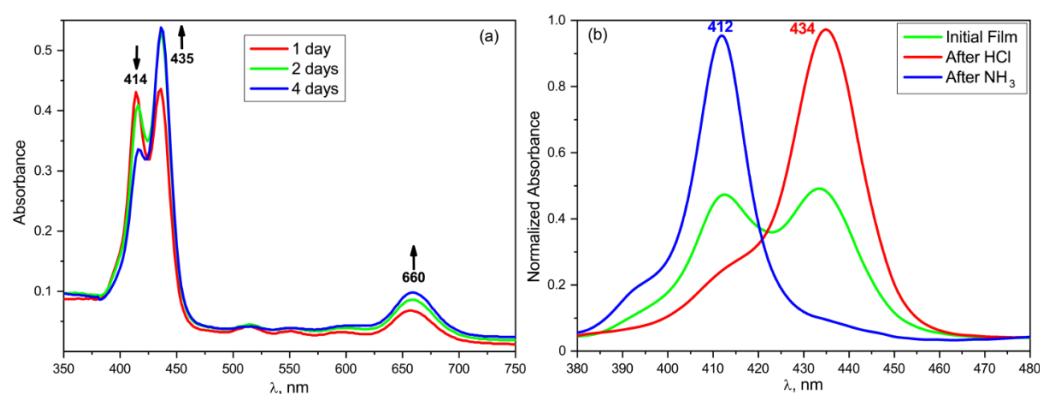 (a)
1 day
2 days
4 days
414
435
660
0.5
0.4
0.3
0.2
0.1
Absorbance
350 400 450 500 550 600 650 700 750
λ, nm
(b)
412
434
Initial Film
After HCl
After NH₃
1.0
0.8
0.6
0.4
0.2
0
Normalized Absorbance
380 390 400 410 420 430 440 450 460 470 480
λ, nm